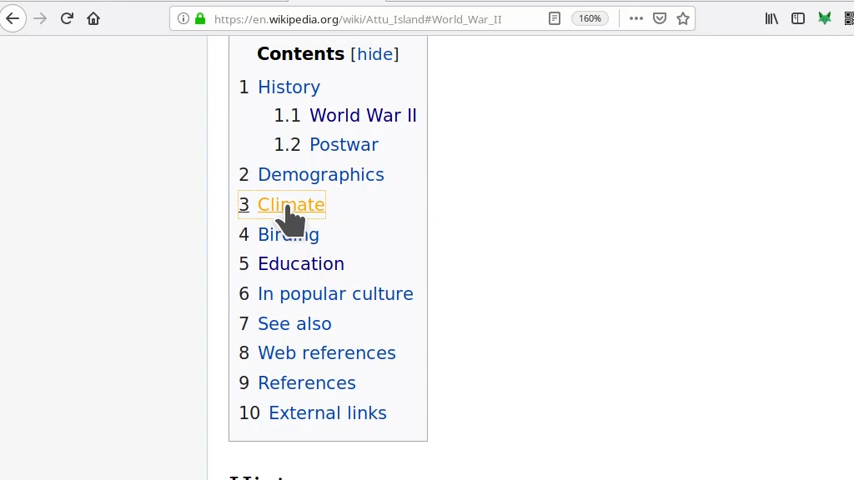 https://en.wikipedia.org/wiki/Attu_Island#World_War_II
160%
Contents [hide]
1 History
1.1 World War II
1.2 Postwar
2 Demographics
3 Climate
4 Birding
5 Education
6 In popular culture
7 See also
8 Web references
9 References
10 External links